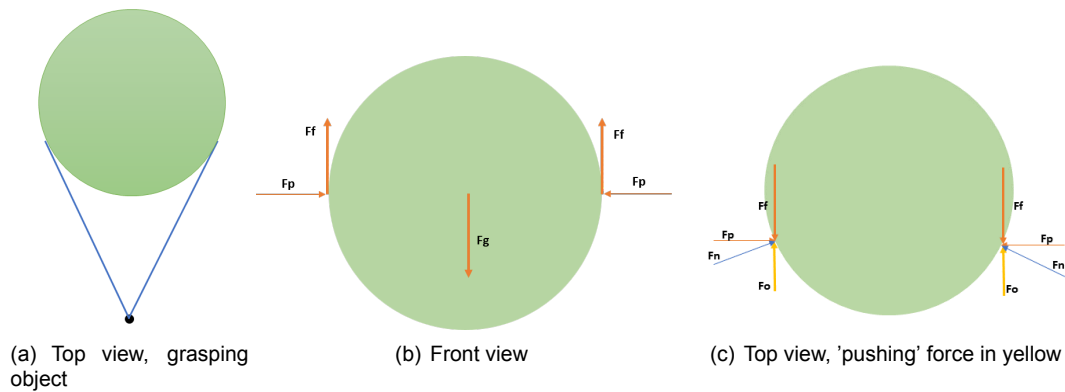 Ff
Ff
Fp
Fp
Fg
Ff
Ff
Fp
Fp
Fn
Fn
Fo
Fo
(a) Top view, grasping
object
(b) Front view
(c) Top view, 'pushing' force in yellow